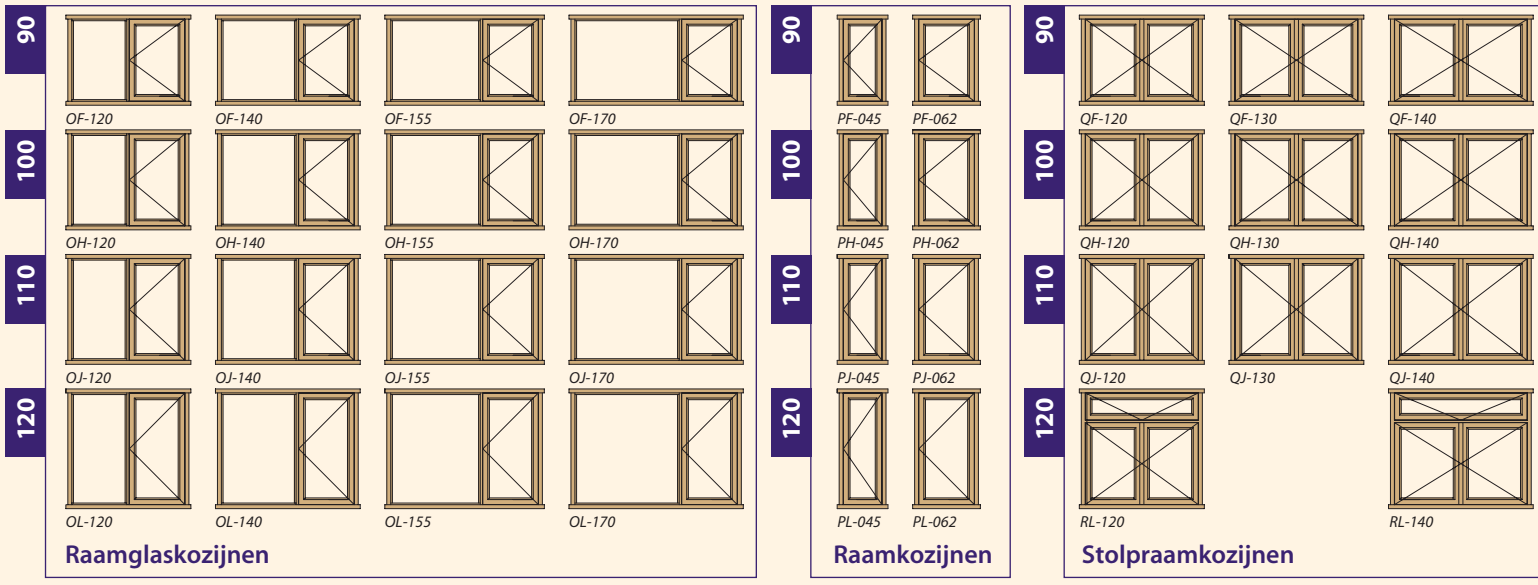 90
OF-120 OF-140 OF-155 OF-170
100
OH-120 OH-140 OH-155 OH-170
110
OJ-120 OJ-140 OJ-155 OJ-170
120
OL-120 OL-140 OL-155 OL-170
Raamglaskozijnen
90
PF-045 PF-062
100
PH-045 PH-062
110
PJ-045 PJ-062
120
PL-045 PL-062
Raamkozijnen
90
QF-120 QF-130 QF-140
100
QH-120 QH-130 QH-140
110
QJ-120 QJ-130 QJ-140
120
RL-120 RL-140
Stolpraamkozijnen